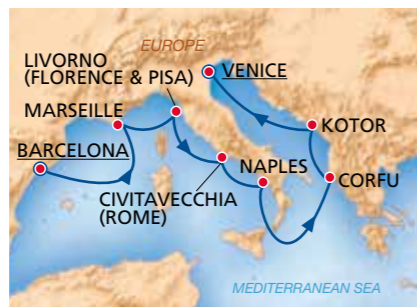 EUROPE
LIVORNO
(FLORENCE & PISA)
VENICE
MARSEILLE
KOTOR
BARCELONA
NAPLES
CORFU
CIVITAVECCHIA
(ROME)
MEDITERRANEAN SEA